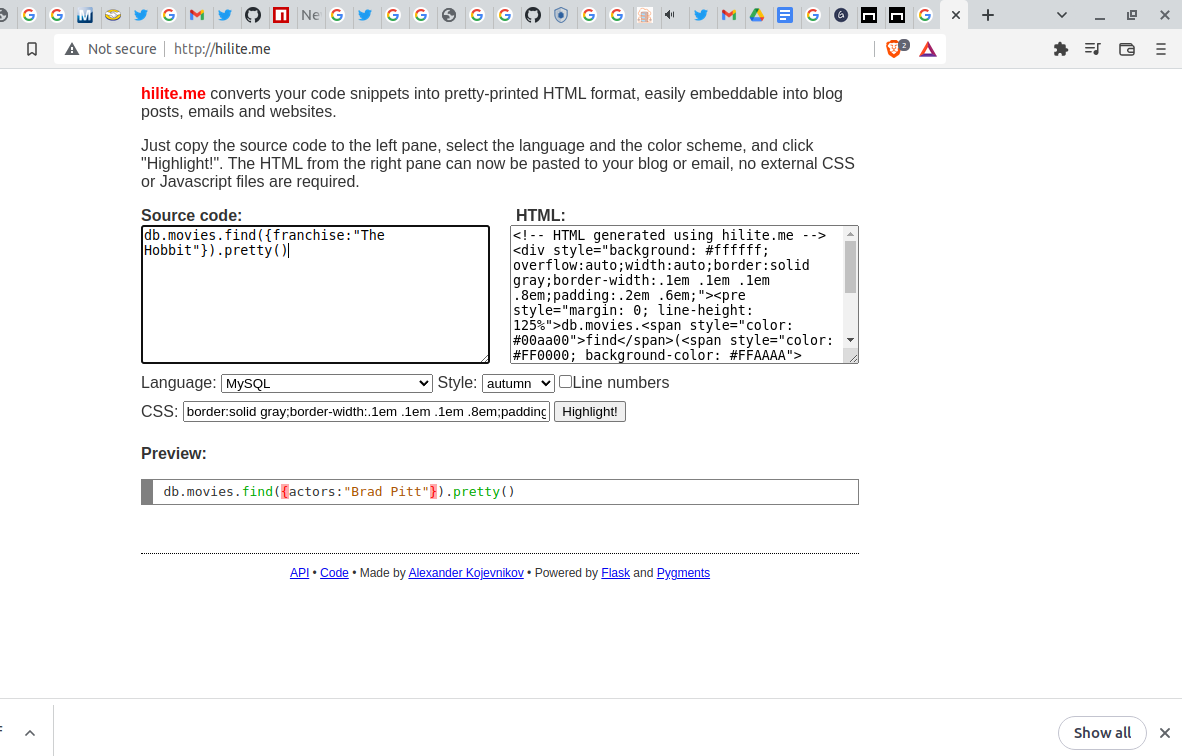 Ne
2
Not secure
http://hilite.me
hilite.me converts your code snippets into pretty-printed HTML format, easily embeddable into blog
posts, emails and websites.
Just copy the source code to the left pane, select the language and the color scheme, and click
"Highlight!". The HTML from the right pane can now be pasted to your blog or email, no external CSS
or Javascript files are required.
Source code:
db.movies.find({franchise:"The
Hobbit"}).pretty()
HTML:
<!-- HTML generated using hilite.me -->
<div style="background: #ffffff;
overflow:auto;width:auto;border:solid
gray;border-width:.1em .1em .1em
.8em;padding:.2em .6em;"><pre
style="margin: 0; line-height:
125%">db.movies.<span style="color:
#00aa00">find</span>(<span style="color:
#FF0000; background-color: #FFAAAA">
Language: MySQL Style: autumn Line numbers
CSS: border:solid gray;border-width:.1em .1em .1em .8em;padding Highlight!
Preview:
db.movies.find({actors:"Brad Pitt"}).pretty()
API • Code • Made by Alexander Kojevnikov • Powered by Flask and Pygments
Show all